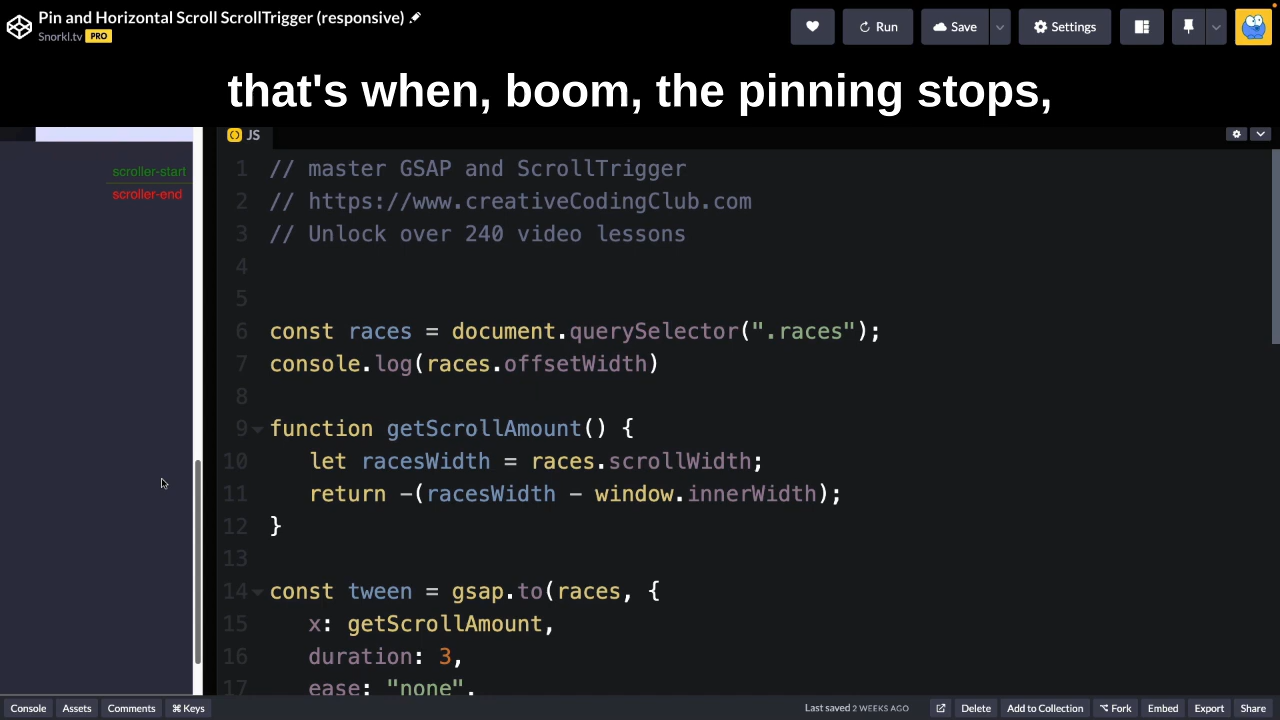 Pin and Horizontal Scroll ScrollTrigger (responsive)
Snorkl.tv PRO
Run
Save
Settings
that's when, boom, the pinning stops,
JS
scroller-start
scroller-end
1 // master GSAP and ScrollTrigger
2 // https://www.creativeCodingClub.com
3 // Unlock over 240 video lessons
4
5
6 const races = document.querySelector(".races");
7 console.log(races.offsetWidth)
8
9 function getScrollAmount() {
10 let racesWidth = races.scrollWidth;
11 return -(racesWidth - window.innerWidth);
12 }
13
14 const tween = gsap.to(races, {
15 x: getScrollAmount,
16 duration: 3,
17 ease: "none",
Console Assets Comments ⌘ Keys Last saved 2 WEEKS AGO Delete Add to Collection Fork Embed Export Share